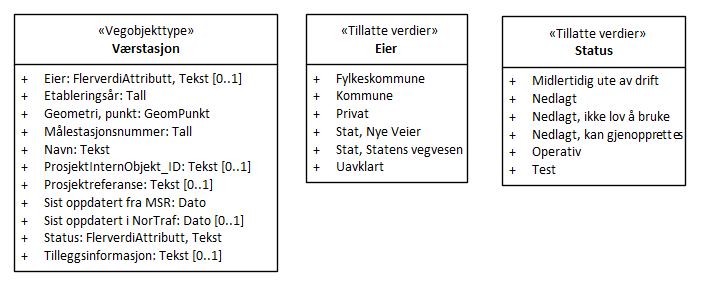 «Vegobjekttype»
Værstasjon
+ Eier: FlerverdiAttributt, Tekst [0..1]
+ Etableringsår: Tall
+ Geometri, punkt: GeomPunkt
+ Målestasjonsnummer: Tall
+ Navn: Tekst
+ ProsjektInternObjekt_ID: Tekst [0..1]
+ Prosjektreferanse: Tekst [0..1]
+ Sist oppdatert fra MSR: Dato
+ Sist oppdatert i NorTraf: Dato [0..1]
+ Status: FlerverdiAttributt, Tekst
+ Tilleggsinformasjon: Tekst [0..1]
«Tillatte verdier»
Eier
+ Fylkeskommune
+ Kommune
+ Privat
+ Stat, Nye Veier
+ Stat, Statens vegvesen
+ Uavklart
«Tillatte verdier»
Status
+ Midlertidig ute av drift
+ Nedlagt
+ Nedlagt, ikke lov å bruke
+ Nedlagt, kan gjenopprettes
+ Operativ
+ Test